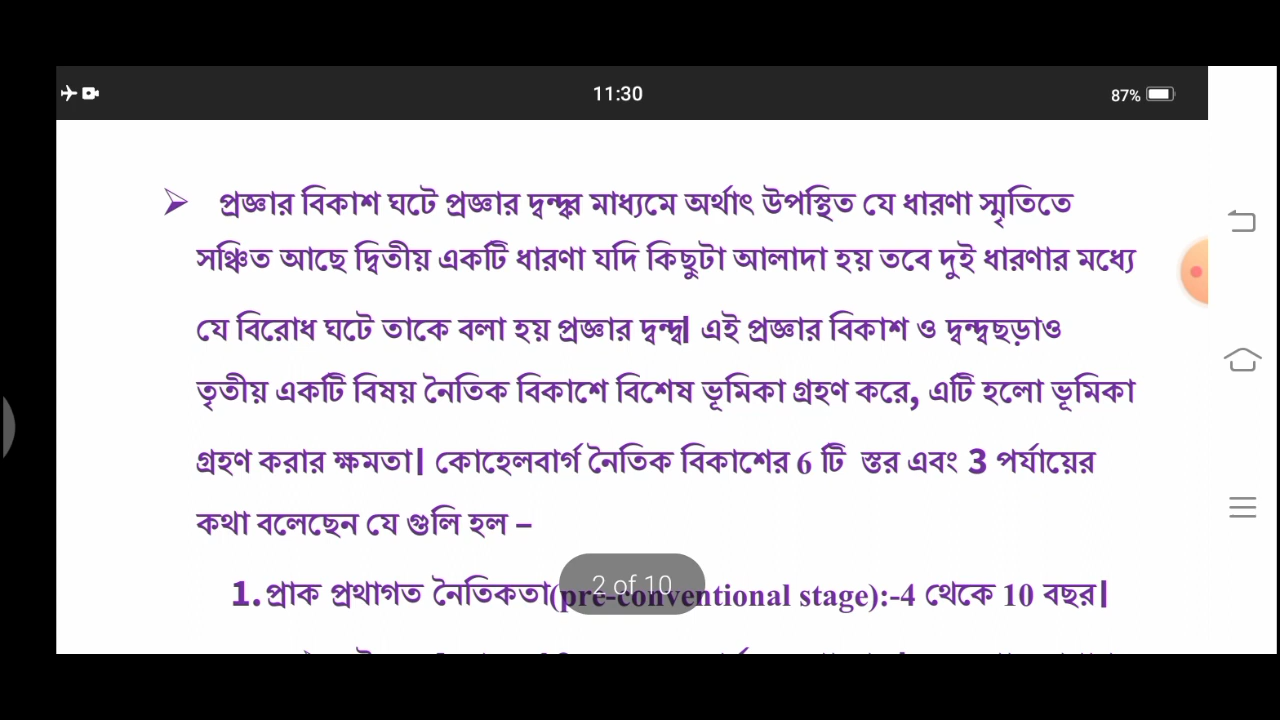 11:30
87%
➢ প্রজ্ঞার বিকাশ ঘটে প্রজ্ঞার দ্বন্দ্বর মাধ্যমে অর্থাৎ উপস্থিত যে ধারণা স্মৃতিতে
সঞ্চিত আছে দ্বিতীয় একটি ধারণা যদি কিছুটা আলাদা হয় তবে দুই ধারণার মধ্যে
যে বিরোধ ঘটে তাকে বলা হয় প্রজ্ঞার দ্বন্দ্ব| এই প্রজ্ঞার বিকাশ ও দ্বন্দ্বছড়াও
তৃতীয় একটি বিষয় নৈতিক বিকাশে বিশেষ ভূমিকা গ্রহণ করে, এটি হলো ভূমিকা
গ্রহণ করার ক্ষমতা| কোহেলবার্গ নৈতিক বিকাশের 6 টি স্তর এবং 3 পর্যায়ের
কথা বলেছেন যে গুলি হল –
1. প্রাক প্রথাগত নৈতিকতা(pre-conventional stage):-4 থেকে 10 বছর|
2 of 10